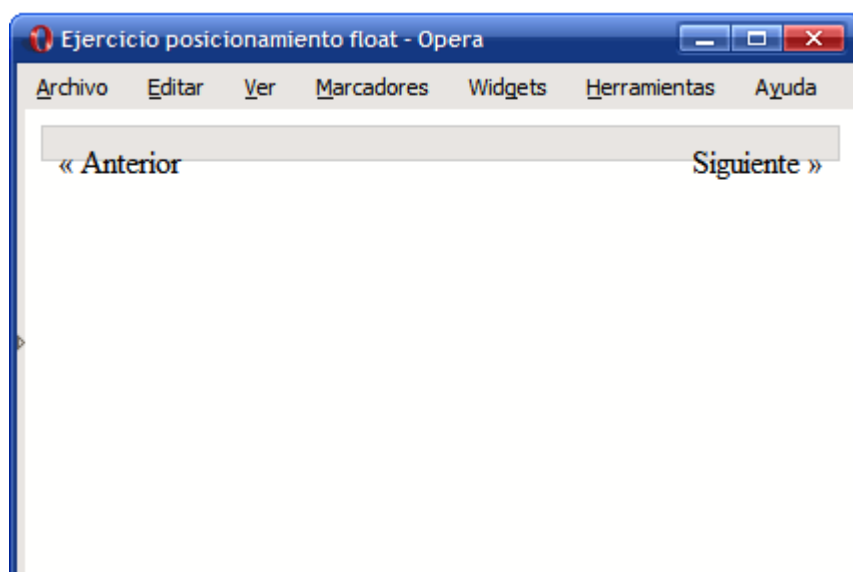 Ejercicio posicionamiento float - Opera
Archivo Editar Ver Marcadores Widgets Herramientas Ayuda
« Anterior Siguiente »